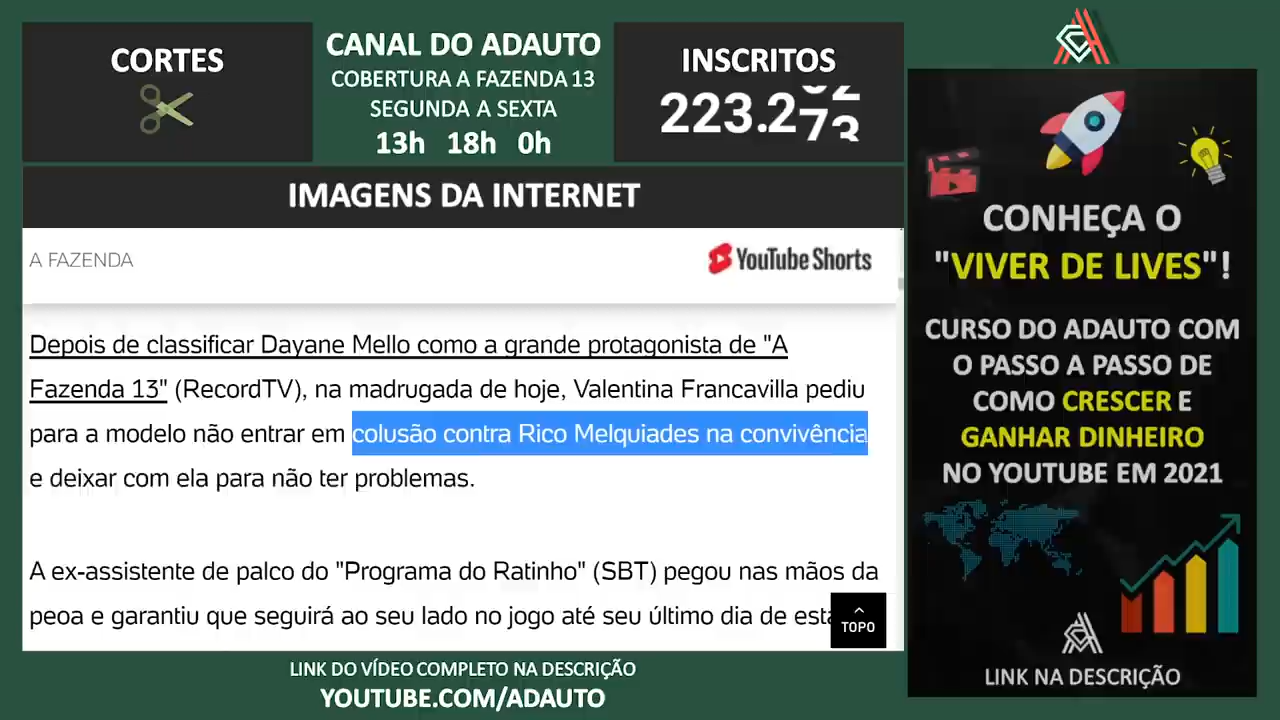 CORTES
CANAL DO ADAUTO
COBERTURA A FAZENDA 13
SEGUNDA A SEXTA
13h 18h 0h
INSCRITOS
IMAGENS DA INTERNET
A FAZENDA
YouTube Shorts
Depois de classificar Dayane Mello como a grande protagonista de "A
Fazenda 13" (RecordTV), na madrugada de hoje, Valentina Francavilla pediu
para a modelo não entrar em colusão contra Rico Melquiades na convivência
e deixar com ela para não ter problemas.
A ex-assistente de palco do "Programa do Ratinho" (SBT) pegou nas mãos da
peoa e garantiu que seguirá ao seu lado no jogo até seu último dia de
TOPO
LINK DO VÍDEO COMPLETO NA DESCRIÇÃO
YOUTUBE.COM/ADAUTO
CONHEÇA O
"VIVER DE LIVES"!
CURSO DO ADAUTO COM
O PASSO A PASSO DE
COMO CRESCER E
GANHAR DINHEIRO
NO YOUTUBE EM 2021
LINK NA DESCRIÇÃO